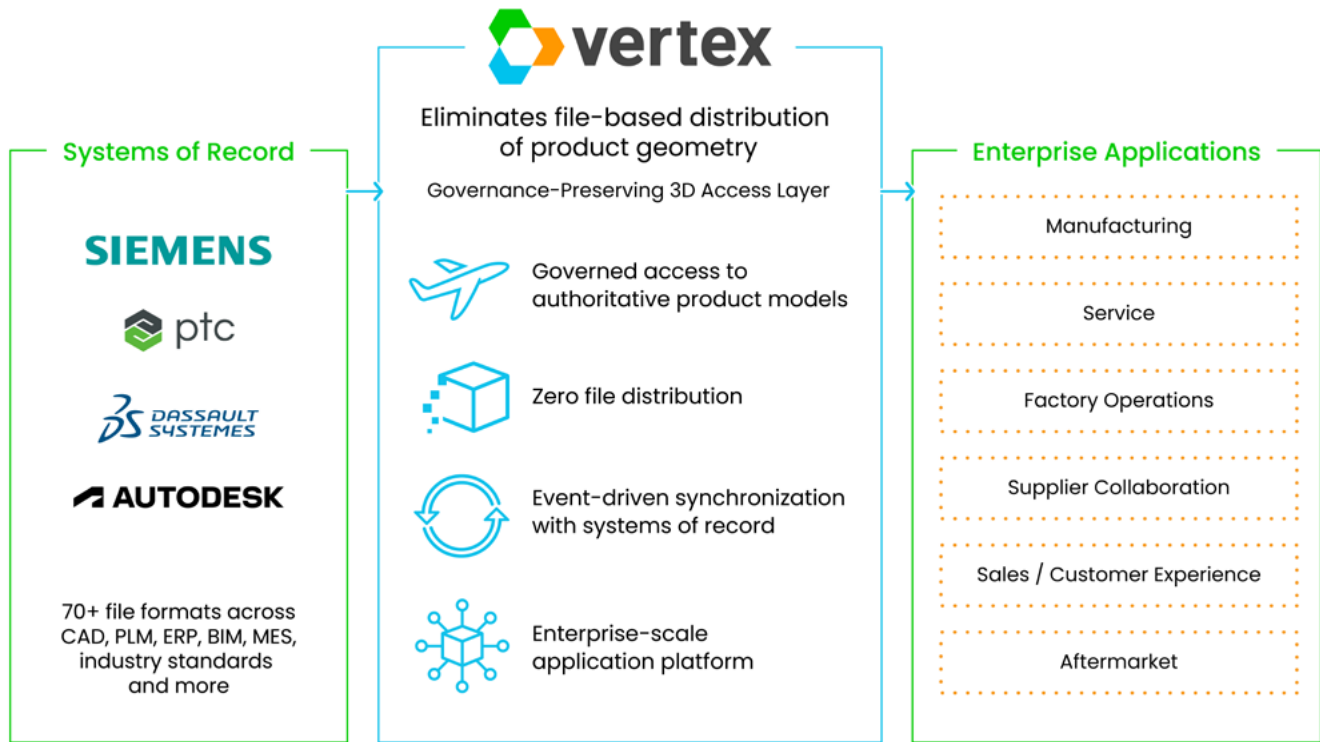 vertex
Eliminates file-based distribution
of product geometry
Governance-Preserving 3D Access Layer
Systems of Record
SIEMENS
ptc
DASSAULT
SYSTEMES
AUTODESK
70+ file formats across
CAD, PLM, ERP, BIM, MES,
industry standards
and more
Governed access to
authoritative product models
Zero file distribution
Event-driven synchronization
with systems of record
Enterprise-scale
application platform
Enterprise Applications
Manufacturing
Service
Factory Operations
Supplier Collaboration
Sales / Customer Experience
Aftermarket